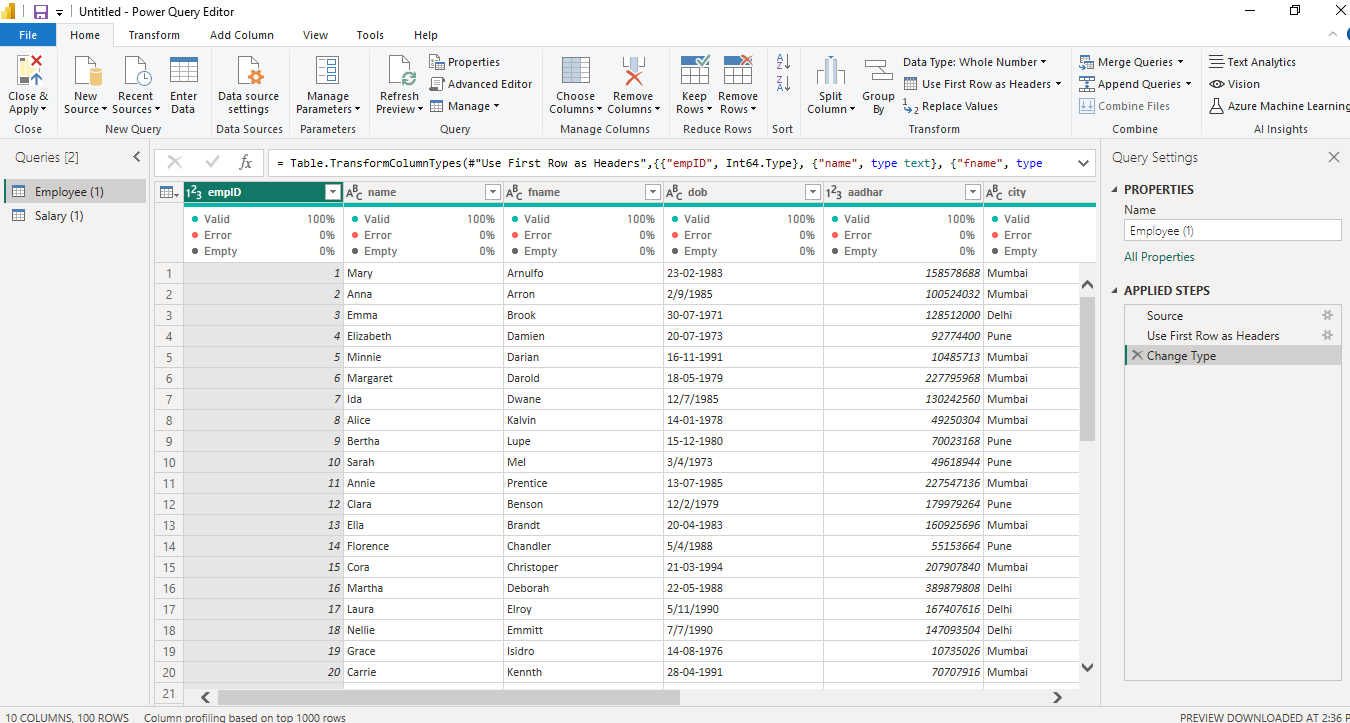 Untitled - Power Query Editor
File Home Transform Add Column View Tools Help
Close & Apply New Source Recent Sources Enter Data Data source settings Manage Parameters Refresh Preview Properties Advanced Editor Manage Choose Columns Remove Columns Keep Rows Remove Rows Split Column Group By Data Type: Whole Number Use First Row as Headers Replace Values Merge Queries Append Queries Combine Files Text Analytics Vision Azure Machine Learning
Close New Query Data Sources Parameters Query Manage Columns Reduce Rows Sort Transform Combine AI Insights
Queries [2]
Employee (1)
Salary (1)
= Table.TransformColumnTypes(#"Use First Row as Headers",{{"empID", Int64.Type}, {"name", type text}, {"fname", type
empID name fname dob aadhar city
Valid 100% Valid 100% Valid 100% Valid 100% Valid 100% Valid
Error 0% Error 0% Error 0% Error 0% Error 0% Error
Empty 0% Empty 0% Empty 0% Empty 0% Empty 0% Empty
1 1 Mary Arnulfo 23-02-1983 158578688 Mumbai
2 2 Anna Arron 2/9/1985 100524032 Mumbai
3 3 Emma Brook 30-07-1971 128512000 Delhi
4 4 Elizabeth Damien 20-07-1973 92774400 Pune
5 5 Minnie Darian 16-11-1991 10485713 Mumbai
6 6 Margaret Darold 18-05-1979 227795968 Mumbai
7 7 Ida Dwane 12/7/1985 130242560 Mumbai
8 8 Alice Kalvin 14-01-1978 49250304 Mumbai
9 9 Bertha Lupe 15-12-1980 70023168 Pune
10 10 Sarah Mel 3/4/1973 49618944 Pune
11 11 Annie Prentice 13-07-1985 227547136 Mumbai
12 12 Clara Benson 12/2/1979 179979264 Pune
13 13 Ella Brandt 20-04-1983 160925696 Mumbai
14 14 Florence Chandler 5/4/1988 55153664 Pune
15 15 Cora Christoper 21-03-1994 207907840 Mumbai
16 16 Martha Deborah 22-05-1988 389879808 Delhi
17 17 Laura Elroy 5/11/1990 167407616 Delhi
18 18 Nellie Emmitt 7/7/1990 147093504 Delhi
19 19 Grace Isidro 14-08-1976 10735026 Mumbai
20 20 Carrie Kennth 28-04-1991 70707916 Mumbai
21
Query Settings
PROPERTIES
Name
Employee (1)
All Properties
APPLIED STEPS
Source
Use First Row as Headers
Change Type
10 COLUMNS, 100 ROWS Column profiling based on top 1000 rows PREVIEW DOWNLOADED AT 2:36 P